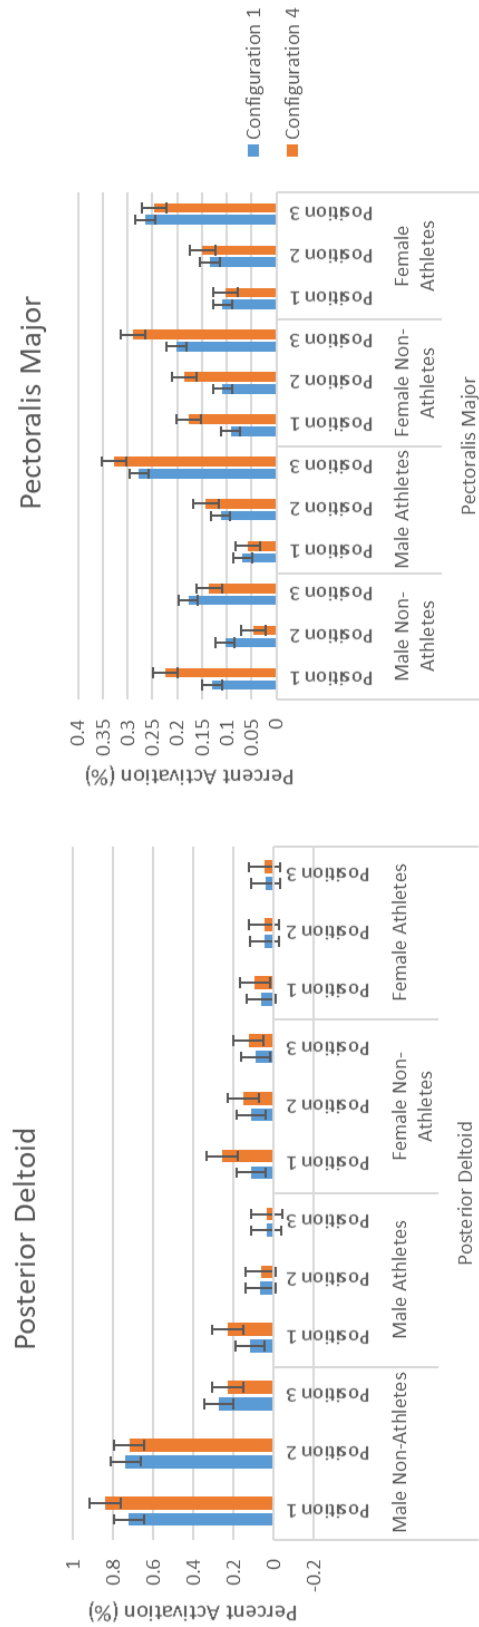 Posterior Deltoid
Percent Activation (%)
1
0.8
0.6
0.4
0.2
0
-0.2
Position 1
Position 2
Position 3
Position 1
Position 2
Position 3
Position 1
Position 2
Position 3
Position 1
Position 2
Position 3
Male Non-Athletes
Male Athletes
Female Non-
Athletes
Female Athletes
Posterior Deltoid
Pectoralis Major
Percent Activation (%)
0.4
0.35
0.3
0.25
0.2
0.15
0.1
0.05
0
Position 1
Position 2
Position 3
Position 1
Position 2
Position 3
Position 1
Position 2
Position 3
Position 1
Position 2
Position 3
Male Non-
Athletes
Male Athletes
Female Non-
Athletes
Female
Athletes
Pectoralis Major
Configuration 1
Configuration 4